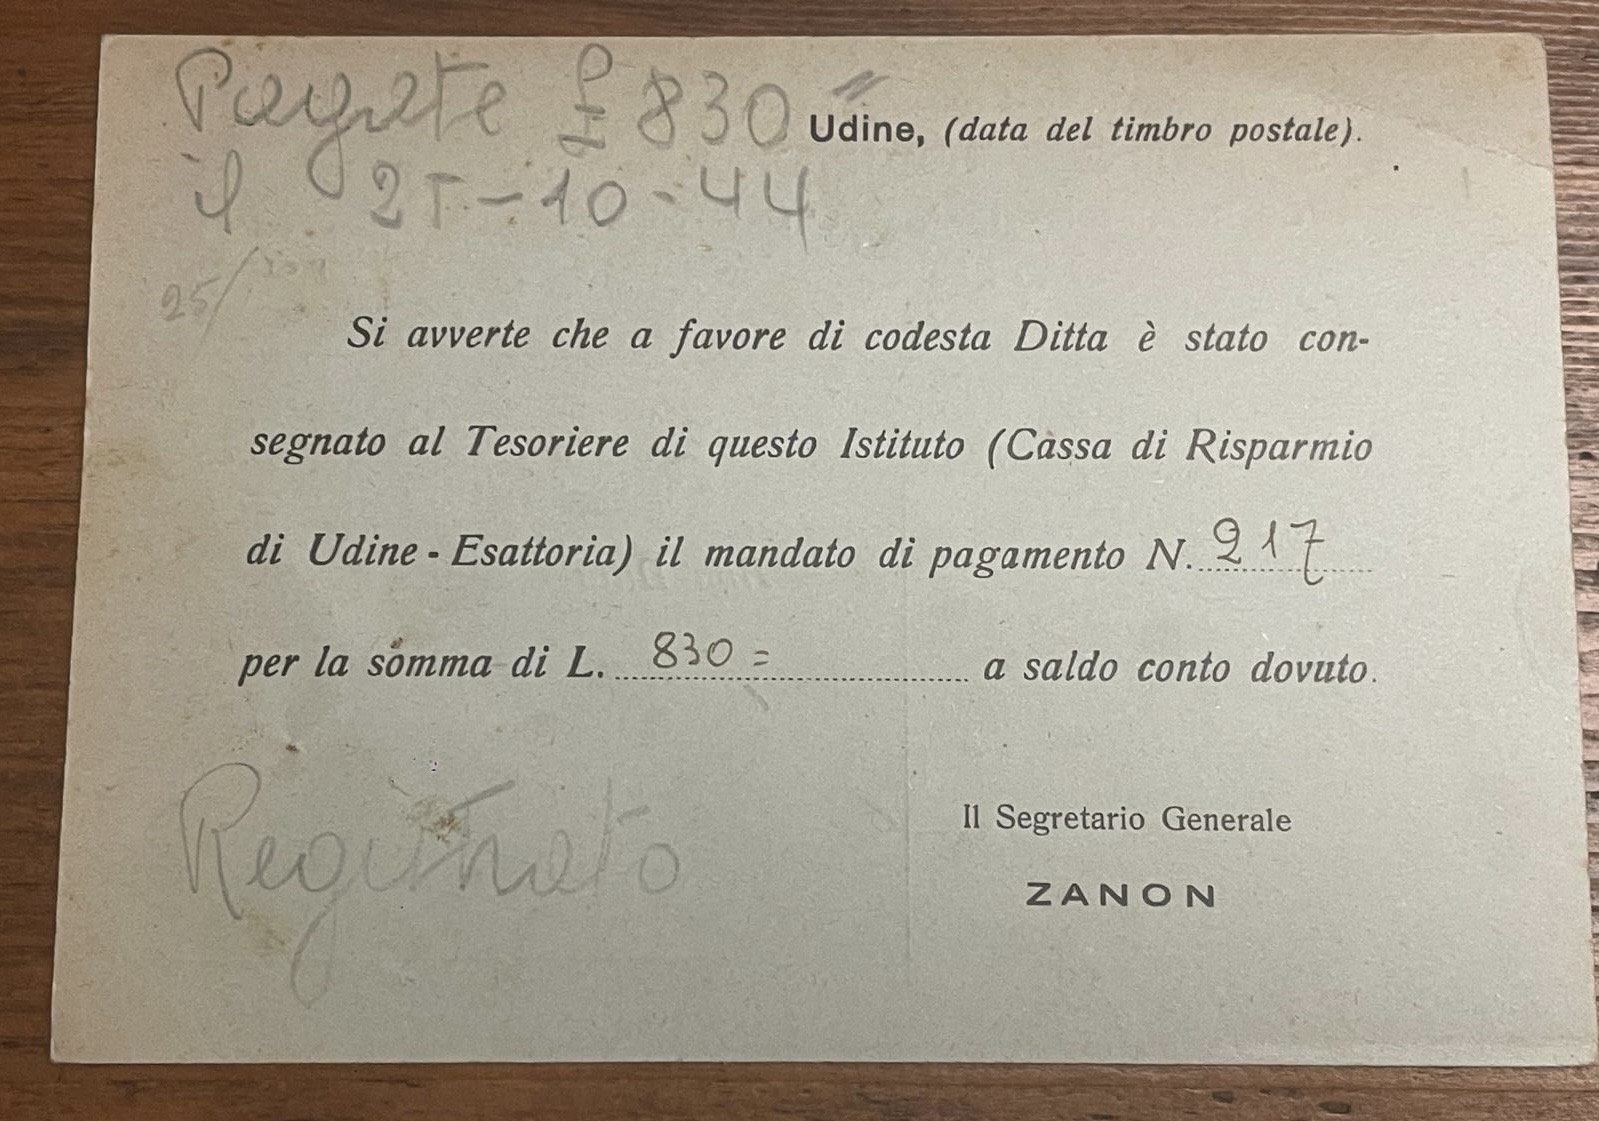 Pagate £ 830 =
Udine, (data del timbro postale).
il 25-10-44
25/
Si avverte che a favore di codesta Ditta è stato con-
segnato al Tesoriere di questo Istituto (Cassa di Risparmio
di Udine - Esattoria) il mandato di pagamento N. 217
per la somma di L. 830 = a saldo conto dovuto.
Registrato
Il Segretario Generale
ZANON